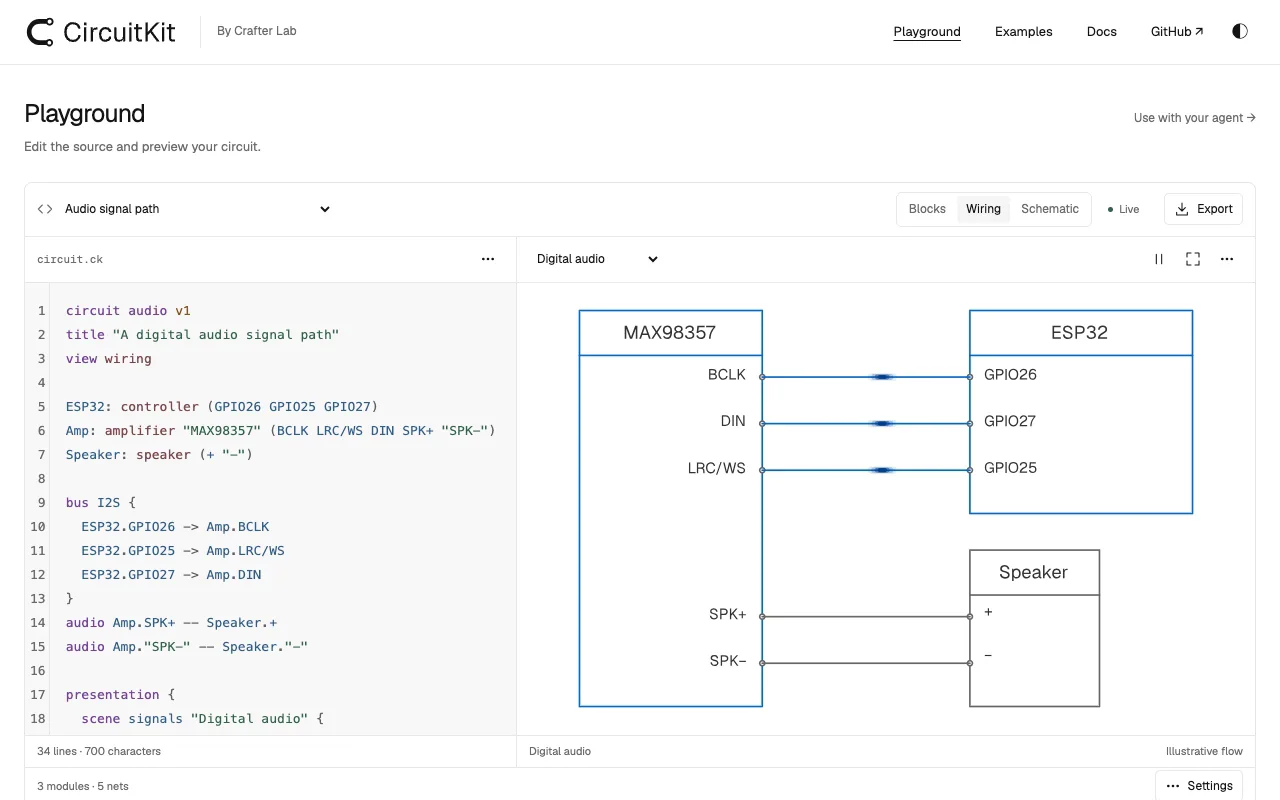 CircuitKit
By Crafter Lab
Playground
Examples
Docs
GitHub ↗
Playground
Use with your agent →
Edit the source and preview your circuit.
<> Audio signal path
Blocks
Wiring
Schematic
• Live
Export
circuit.ck
...
Digital audio
...
1 circuit audio v1
2 title "A digital audio signal path"
3 view wiring
4
5 ESP32: controller (GPIO26 GPIO25 GPIO27)
6 Amp: amplifier "MAX98357" (BCLK LRC/WS DIN SPK+ "SPK−")
7 Speaker: speaker (+ "−")
8
9 bus I2S {
10 ESP32.GPIO26 -> Amp.BCLK
11 ESP32.GPIO25 -> Amp.LRC/WS
12 ESP32.GPIO27 -> Amp.DIN
13 }
14 audio Amp.SPK+ -- Speaker.+
15 audio Amp."SPK−" -- Speaker."−"
16
17 presentation {
18 scene signals "Digital audio" {
MAX98357
ESP32
BCLK
GPIO26
DIN
GPIO27
LRC/WS
GPIO25
Speaker
SPK+
+
SPK−
−
34 lines · 700 characters
Digital audio
Illustrative flow
3 modules · 5 nets
... Settings